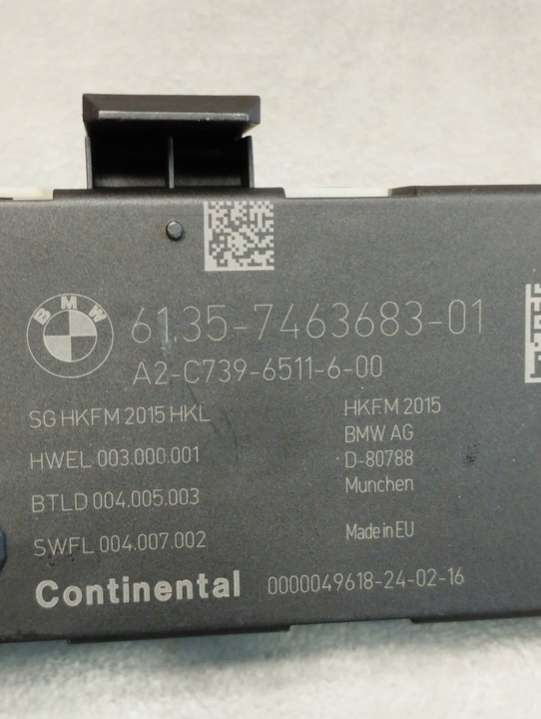 BMW
6135-7463683-01
A2-C739-6511-6-00
SG HKFM 2015 HKL
HWEL 003.000.001
BTLD 004.005.003
SWFL 004.007.002
HKFM 2015
BMW AG
D-80788
Munchen
Made in EU
Continental 0000049618-24-02-16